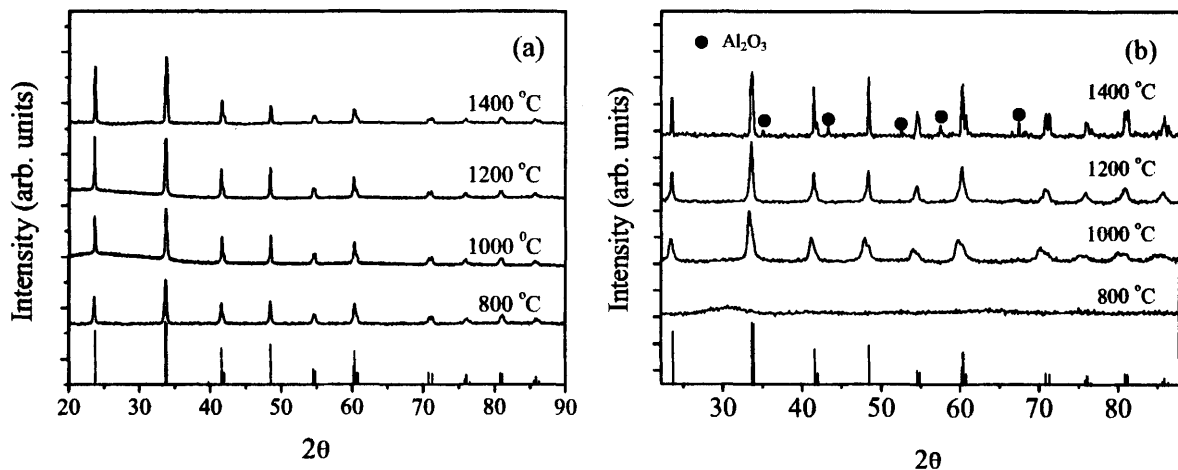 Intensity (arb. units)
(a)
1400 °C
1200 °C
1000 °C
800 °C
20 30 40 50 60 70 80 90
2θ
Intensity (arb. units)
● Al₂O₃
(b)
1400 °C
1200 °C
1000 °C
800 °C
30 40 50 60 70 80
2θ